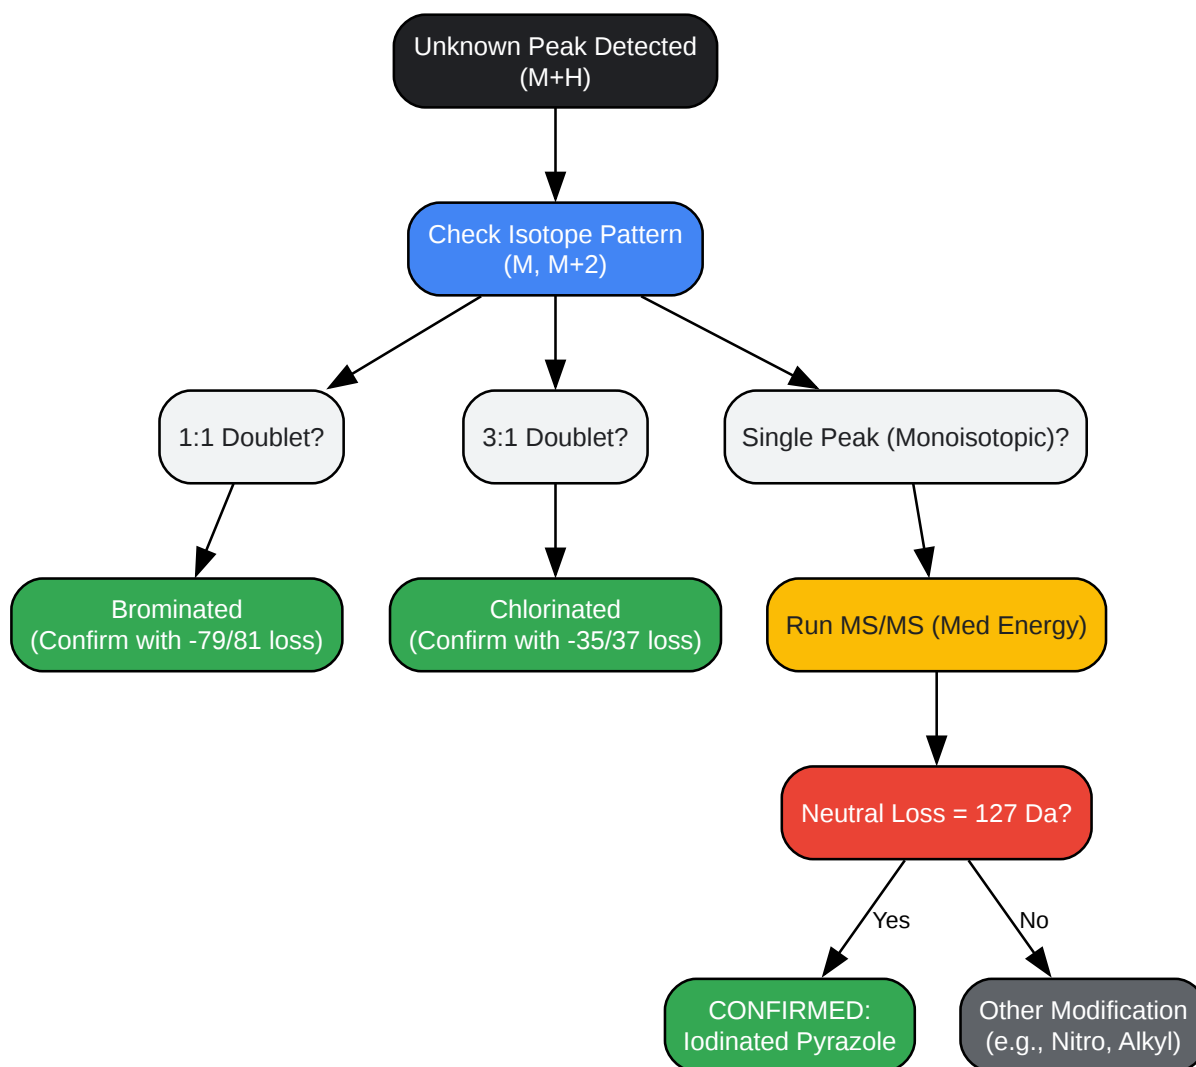 Unknown Peak Detected
(M+H)
Check Isotope Pattern
(M, M+2)
1:1 Doublet?
3:1 Doublet?
Single Peak (Monoisotopic)?
Brominated
(Confirm with -79/81 loss)
Chlorinated
(Confirm with -35/37 loss)
Run MS/MS (Med Energy)
Neutral Loss = 127 Da?
Yes
No
CONFIRMED:
Iodinated Pyrazole
Other Modification
(e.g., Nitro, Alkyl)